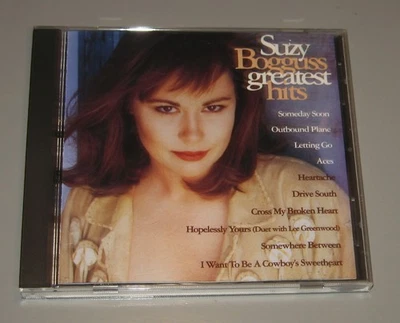 Suzy
Bogguss
greatest
hits
Someday Soon
Outbound Plane
Letting Go
Aces
Heartache
Drive South
Cross My Broken Heart
Hopelessly Yours (Duet with Lee Greenwood)
Somewhere Between
I Want To Be A Cowboy's Sweetheart